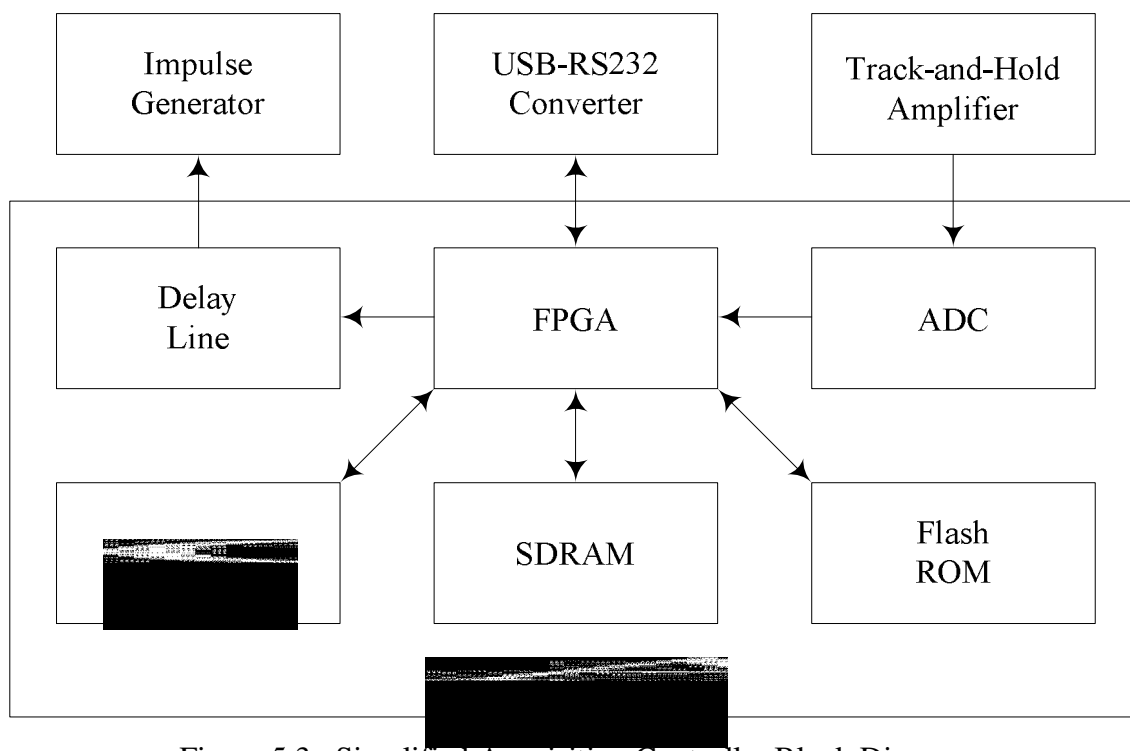 Impulse
Generator
USB-RS232
Converter
Track-and-Hold
Amplifier
Delay
Line
FPGA
ADC
SDRAM
Flash
ROM
Figure 5.3 Simplified Acquisition Controller Block